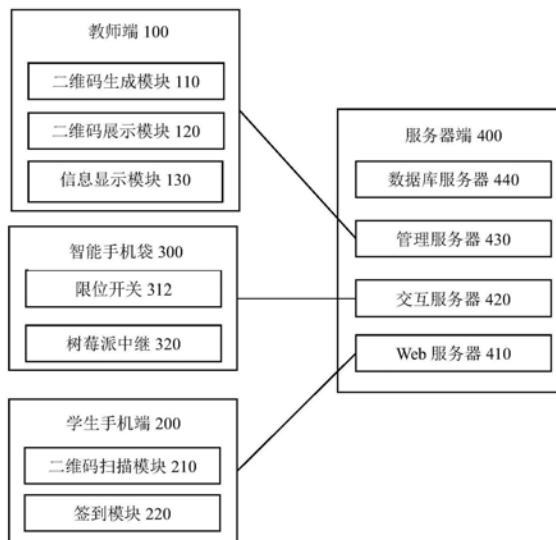 教师端 100
二维码生成模块 110
二维码展示模块 120
信息显示模块 130
智能手机袋 300
限位开关 312
树莓派中继 320
学生手机端 200
二维码扫描模块 210
签到模块 220
服务器端 400
数据库服务器 440
管理服务器 430
交互服务器 420
Web 服务器 410